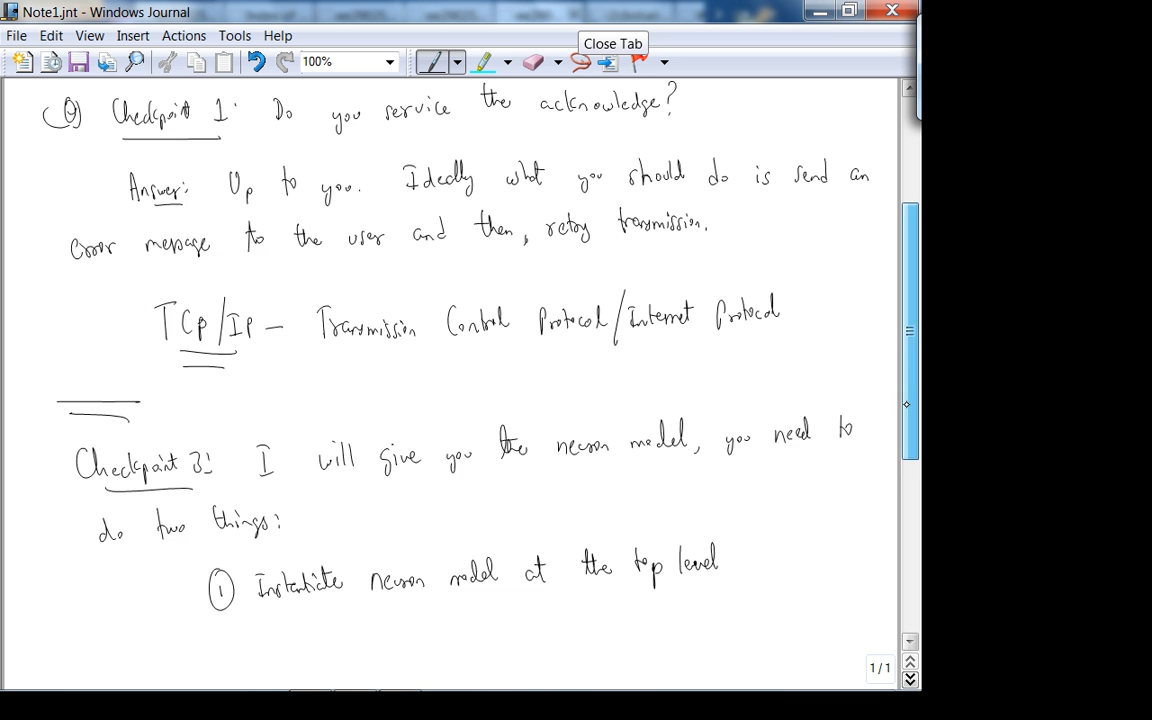 Note1.jnt - Windows Journal
File Edit View Insert Actions Tools Help
Close Tab
100%
Q) Checkpoint 1: Do you service the acknowledge?
Answer: Up to you. Ideally what you should do is send an
error message to the user and then, retry transmission.
TCP/IP - Transmission Control Protocol/Internet Protocol
Checkpoint 3: I will give you the neuron model, you need to
do two things:
① Instantiate neuron model at the top level
1/1